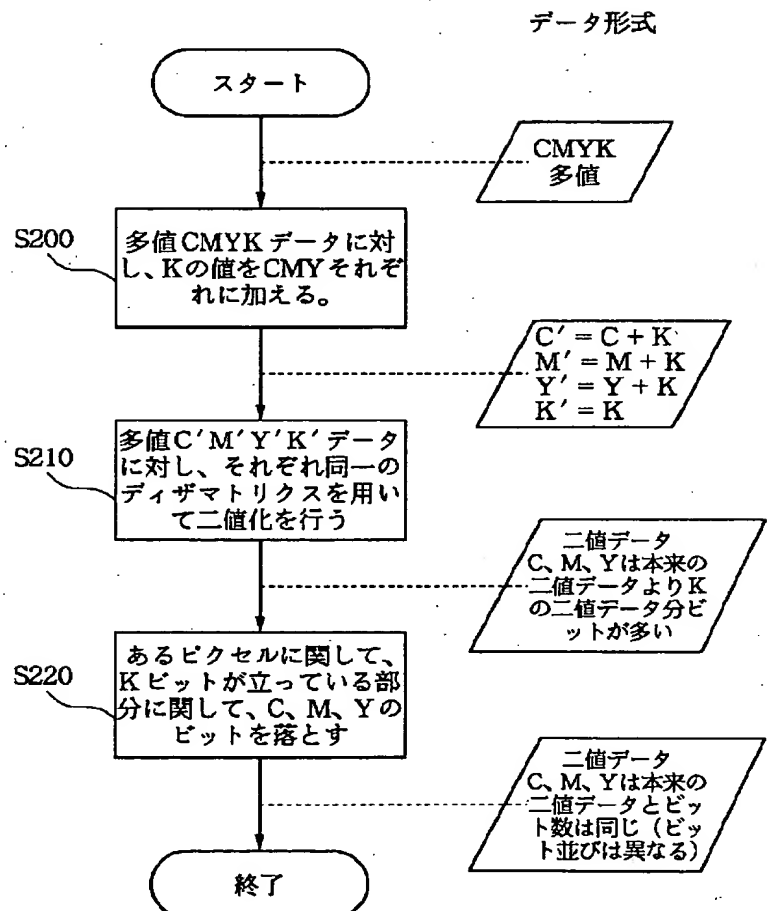 データ形式
スタート
CMYK
多値
S200
多値CMYKデータに対
し、Kの値をCMYそれぞ
れに加える。
C′ = C + K
M′ = M + K
Y′ = Y + K
K′ = K
S210
多値C′M′Y′K′データ
に対し、それぞれ同一の
ディザマトリクスを用い
て二値化を行う
二値データ
C、M、Yは本来の
二値データよりK
の二値データ分ビ
ットが多い
S220
あるピクセルに関して、
Kビットが立っている部
分に関して、C、M、Yの
ビットを落とす
二値データ
C、M、Yは本来の
二値データとビッ
ト数は同じ（ビッ
ト並びは異なる）
終了